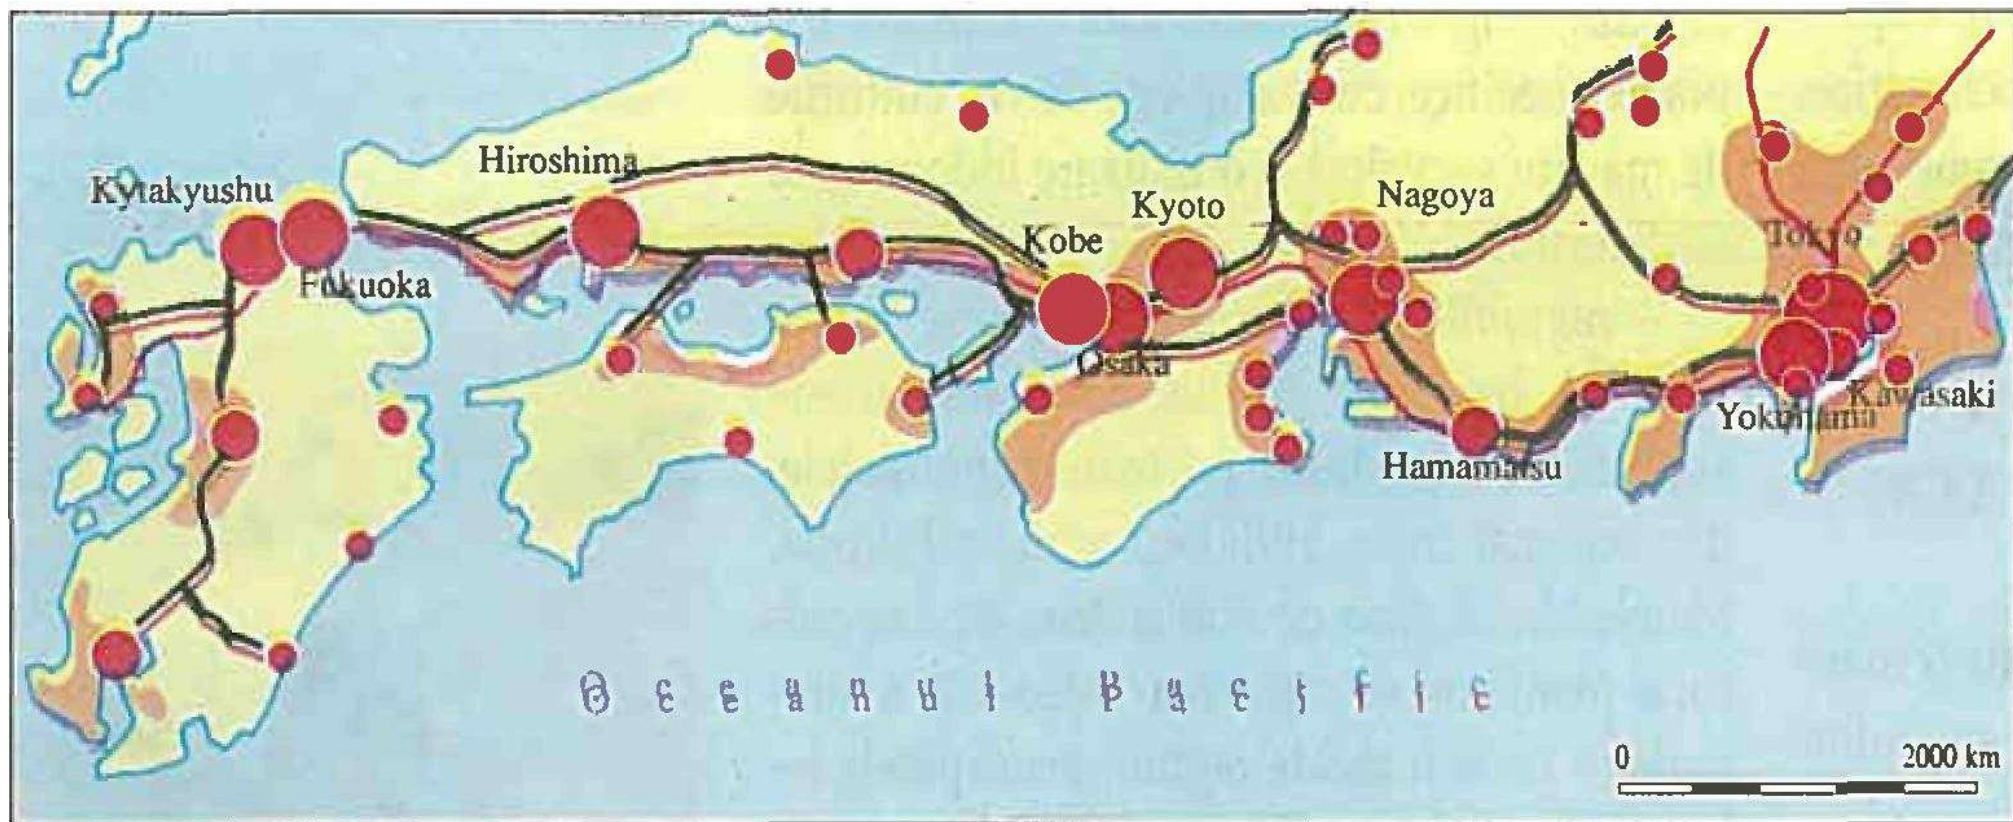 Hiroshima
Kytakyushu
Nagoya
Kyoto
Kobe
Tokyo
Fukuoka
Osaka
Kawasaki
Yokohama
Hamamatsu
Oceanul Pacific
0 2000 km